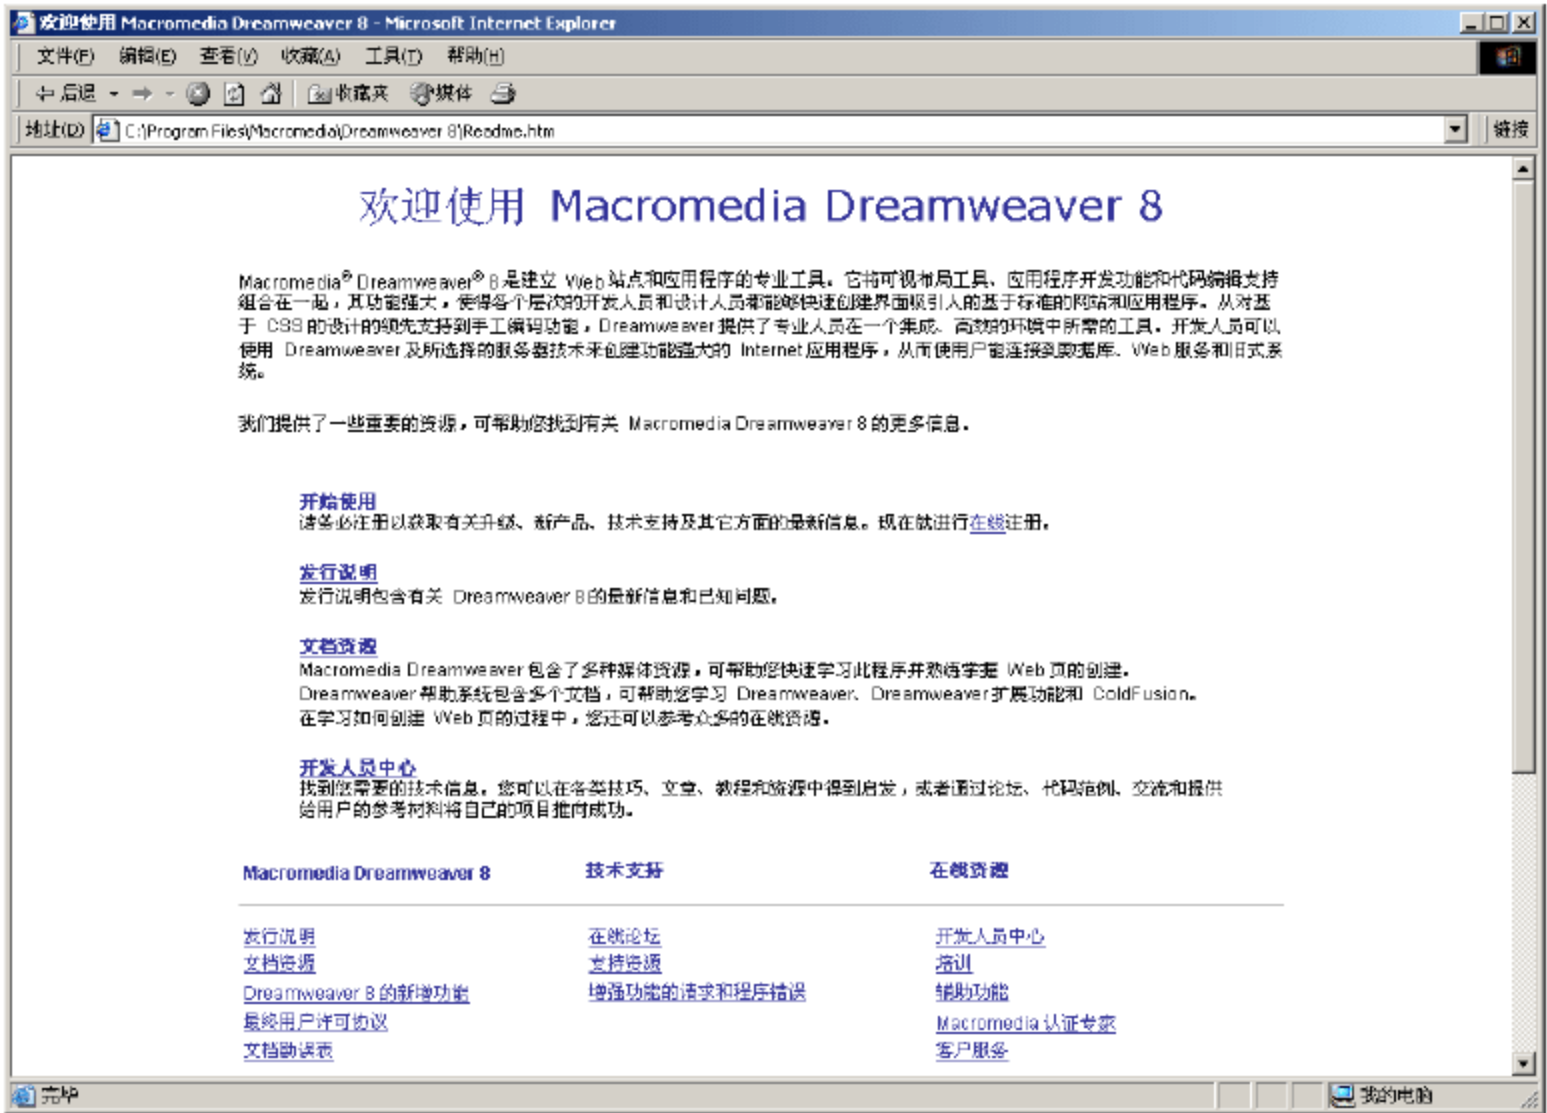 欢迎使用 Macromedia Dreamweaver 8 - Microsoft Internet Explorer
文件(F) 编辑(E) 查看(V) 收藏(A) 工具(T) 帮助(H)
后退 收藏夹 媒体
地址(D) C:\Program Files\Macromedia\Dreamweaver 8\Readme.htm 链接
欢迎使用 Macromedia Dreamweaver 8
Macromedia® Dreamweaver® 8 是建立 Web 站点和应用程序的专业工具。它将可视布局工具、应用程序开发功能和代码编辑支持
组合在一起，其功能强大，使得各个层次的开发人员和设计人员都能够快速创建界面吸引人的基于标准的网站和应用程序。从对基
于 CSS 的设计的领先支持到手工编码功能，Dreamweaver 提供了专业人员在一个集成、高效的环境中所需的工具。开发人员可以
使用 Dreamweaver 及所选择的服务器技术来创建功能强大的 Internet 应用程序，从而使用户能连接到数据库、Web 服务和旧式系
统。
我们提供了一些重要的资源，可帮助您找到有关 Macromedia Dreamweaver 8 的更多信息。
开始使用
请务必注册以获取有关升级、新产品、技术支持及其它方面的最新信息。现在就进行在线注册。
发行说明
发行说明包含有关 Dreamweaver 8 的最新信息和已知问题。
文档资源
Macromedia Dreamweaver 包含了多种媒体资源，可帮助您快速学习此程序并熟练掌握 Web 页的创建。
Dreamweaver 帮助系统包含多个文档，可帮助您学习 Dreamweaver、Dreamweaver 扩展功能和 ColdFusion。
在学习如何创建 Web 页的过程中，您还可以参考众多的在线资源。
开发人员中心
找到您需要的技术信息。您可以在各类技巧、文章、教程和资源中得到启发，或者通过论坛、代码范例、交流和提供
给用户的参考材料将自己的项目推向成功。
Macromedia Dreamweaver 8 技术支持 在线资源
发行说明 在线论坛 开发人员中心
文档资源 支持资源 培训
Dreamweaver 8 的新增功能 增强功能的请求和程序错误 辅助功能
最终用户许可协议 Macromedia 认证专家
文档勘误表 客户服务
完毕 我的电脑